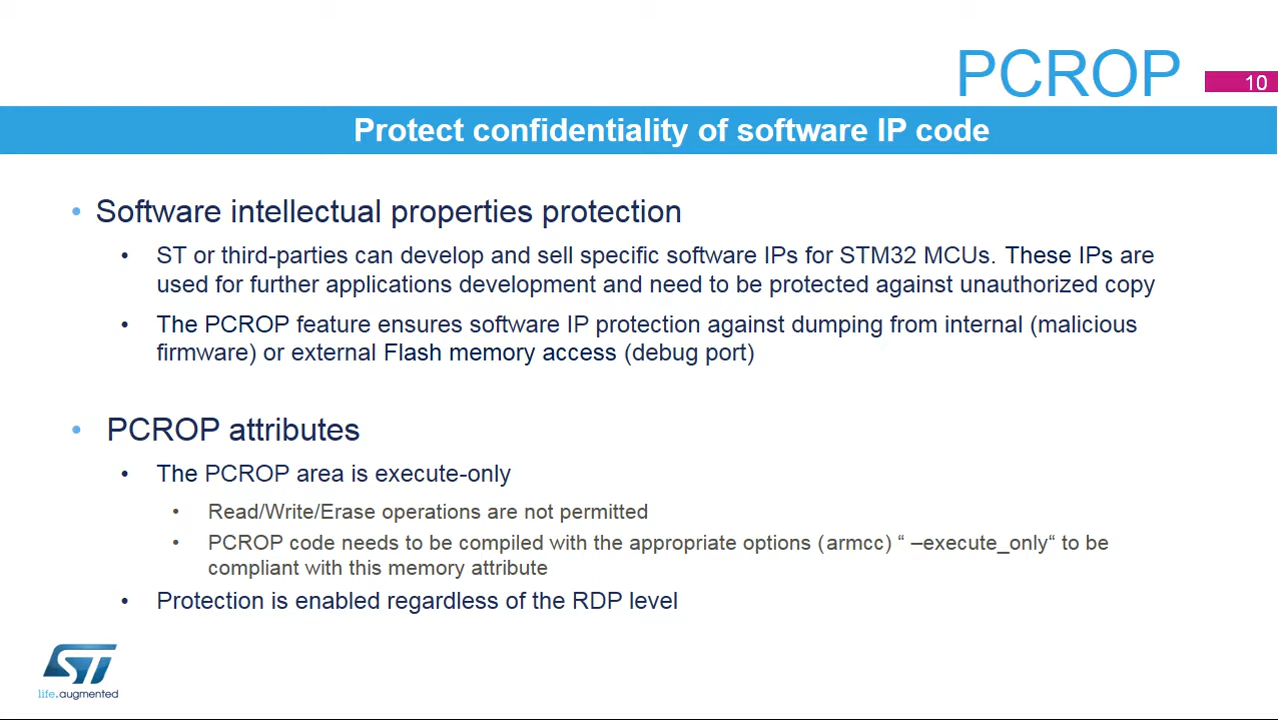 PCROP
10
Protect confidentiality of software IP code
• Software intellectual properties protection
• ST or third-parties can develop and sell specific software IPs for STM32 MCUs. These IPs are
used for further applications development and need to be protected against unauthorized copy
• The PCROP feature ensures software IP protection against dumping from internal (malicious
firmware) or external Flash memory access (debug port)
• PCROP attributes
• The PCROP area is execute-only
• Read/Write/Erase operations are not permitted
• PCROP code needs to be compiled with the appropriate options (armcc) “ –execute_only“ to be
compliant with this memory attribute
• Protection is enabled regardless of the RDP level
ST
life.augmented